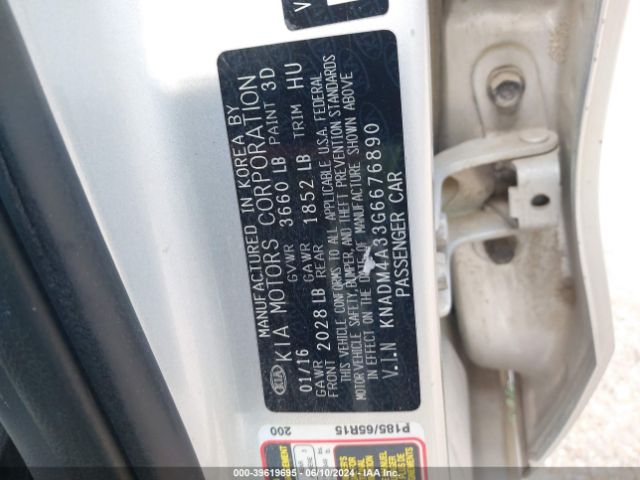 MANUFACTURED IN KOREA BY
KIA KIA MOTORS CORPORATION
01/16 GVWR 3660 LB PAINT 3D
GAWR FRONT 2028 LB GAWR REAR 1852 LB TRIM HU
THIS VEHICLE CONFORMS TO ALL APPLICABLE U.S.A. FEDERAL
MOTOR VEHICLE SAFETY, BUMPER, AND THEFT PREVENTION STANDARDS
IN EFFECT ON THE DATE OF MANUFACTURE SHOWN ABOVE
V.I.N KNADM4A33G6676890
PASSENGER CAR
P185/65R15
200
IAA 39619695 - 06/10/2024 - IAAI.COM